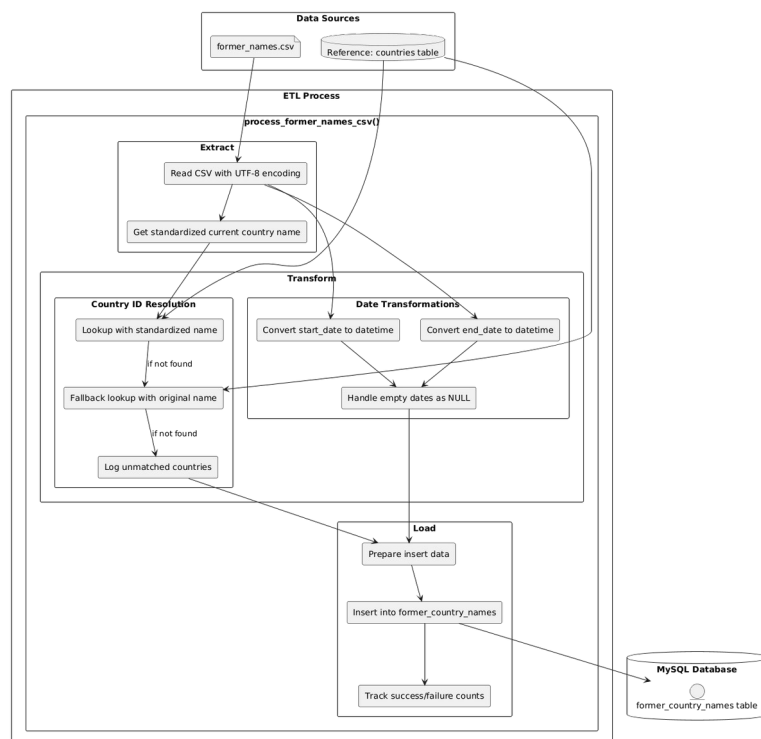 Data Sources
former_names.csv
Reference: countries table
ETL Process
process_former_names_csv()
Extract
Read CSV with UTF-8 encoding
Get standardized current country name
Transform
Country ID Resolution
Date Transformations
Lookup with standardized name
Convert start_date to datetime
Convert end_date to datetime
if not found
Fallback lookup with original name
Handle empty dates as NULL
if not found
Log unmatched countries
Load
Prepare insert data
Insert into former_country_names
Track success/failure counts
MySQL Database
former_country_names table